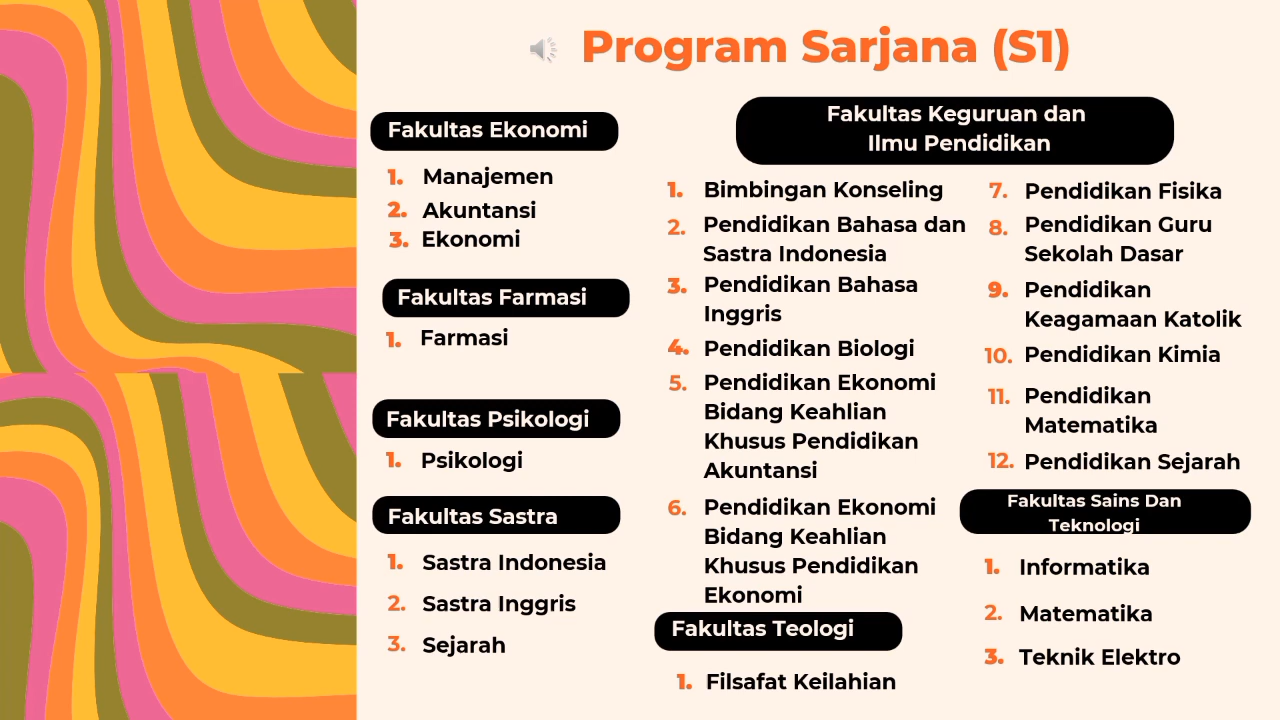 Program Sarjana (S1)
Fakultas Ekonomi
1. Manajemen
2. Akuntansi
3. Ekonomi
Fakultas Farmasi
1. Farmasi
Fakultas Psikologi
1. Psikologi
Fakultas Sastra
1. Sastra Indonesia
2. Sastra Inggris
3. Sejarah
Fakultas Keguruan dan
Ilmu Pendidikan
1. Bimbingan Konseling
2. Pendidikan Bahasa dan
Sastra Indonesia
3. Pendidikan Bahasa
Inggris
4. Pendidikan Biologi
5. Pendidikan Ekonomi
Bidang Keahlian
Khusus Pendidikan
Akuntansi
6. Pendidikan Ekonomi
Bidang Keahlian
Khusus Pendidikan
Ekonomi
7. Pendidikan Fisika
8. Pendidikan Guru
Sekolah Dasar
9. Pendidikan
Keagamaan Katolik
10. Pendidikan Kimia
11. Pendidikan
Matematika
12. Pendidikan Sejarah
Fakultas Teologi
1. Filsafat Keilahian
Fakultas Sains Dan
Teknologi
1. Informatika
2. Matematika
3. Teknik Elektro